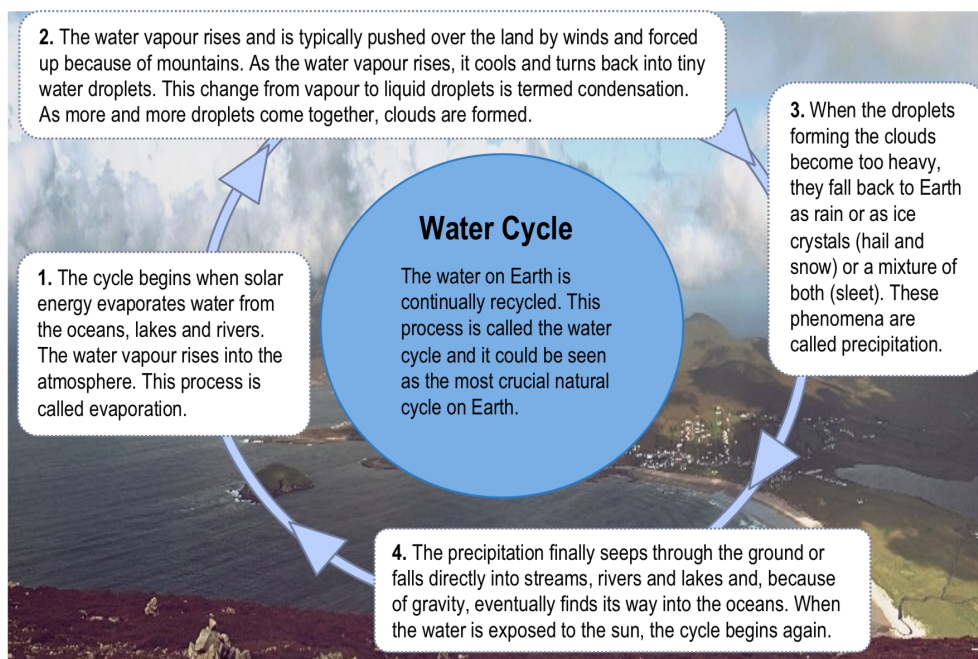 2. The water vapour rises and is typically pushed over the land by winds and forced
up because of mountains. As the water vapour rises, it cools and turns back into tiny
water droplets. This change from vapour to liquid droplets is termed condensation.
As more and more droplets come together, clouds are formed.
3. When the droplets
forming the clouds
become too heavy,
they fall back to Earth
as rain or as ice
crystals (hail and
snow) or a mixture of
both (sleet). These
phenomena are
called precipitation.
Water Cycle
The water on Earth is
continually recycled. This
process is called the water
cycle and it could be seen
as the most crucial natural
cycle on Earth.
1. The cycle begins when solar
energy evaporates water from
the oceans, lakes and rivers.
The water vapour rises into the
atmosphere. This process is
called evaporation.
4. The precipitation finally seeps through the ground or
falls directly into streams, rivers and lakes and, because
of gravity, eventually finds its way into the oceans. When
the water is exposed to the sun, the cycle begins again.